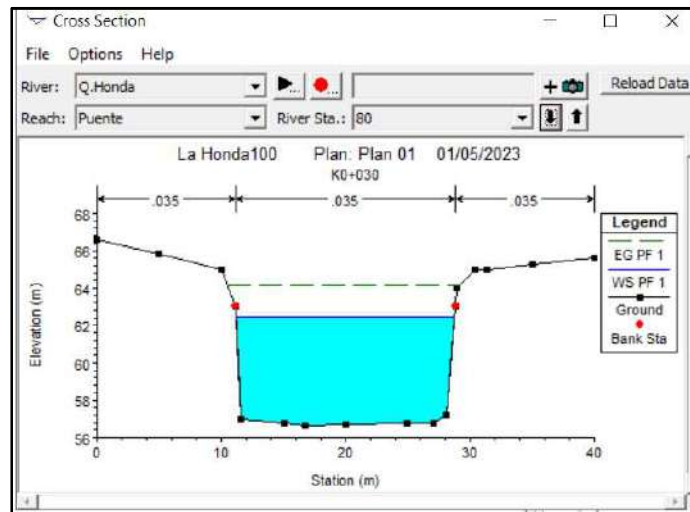 Cross Section
File Options Help
River: Q.Honda
Reload Data
Reach: Puente River Sta.: 80
La Honda100 Plan: Plan 01 01/05/2023
K0+030
.035 .035 .035
Legend
EG PF 1
WS PF 1
Ground
Bank Sta
Elevation (m)
68
66
64
62
60
58
56
0 10 20 30 40
Station (m)